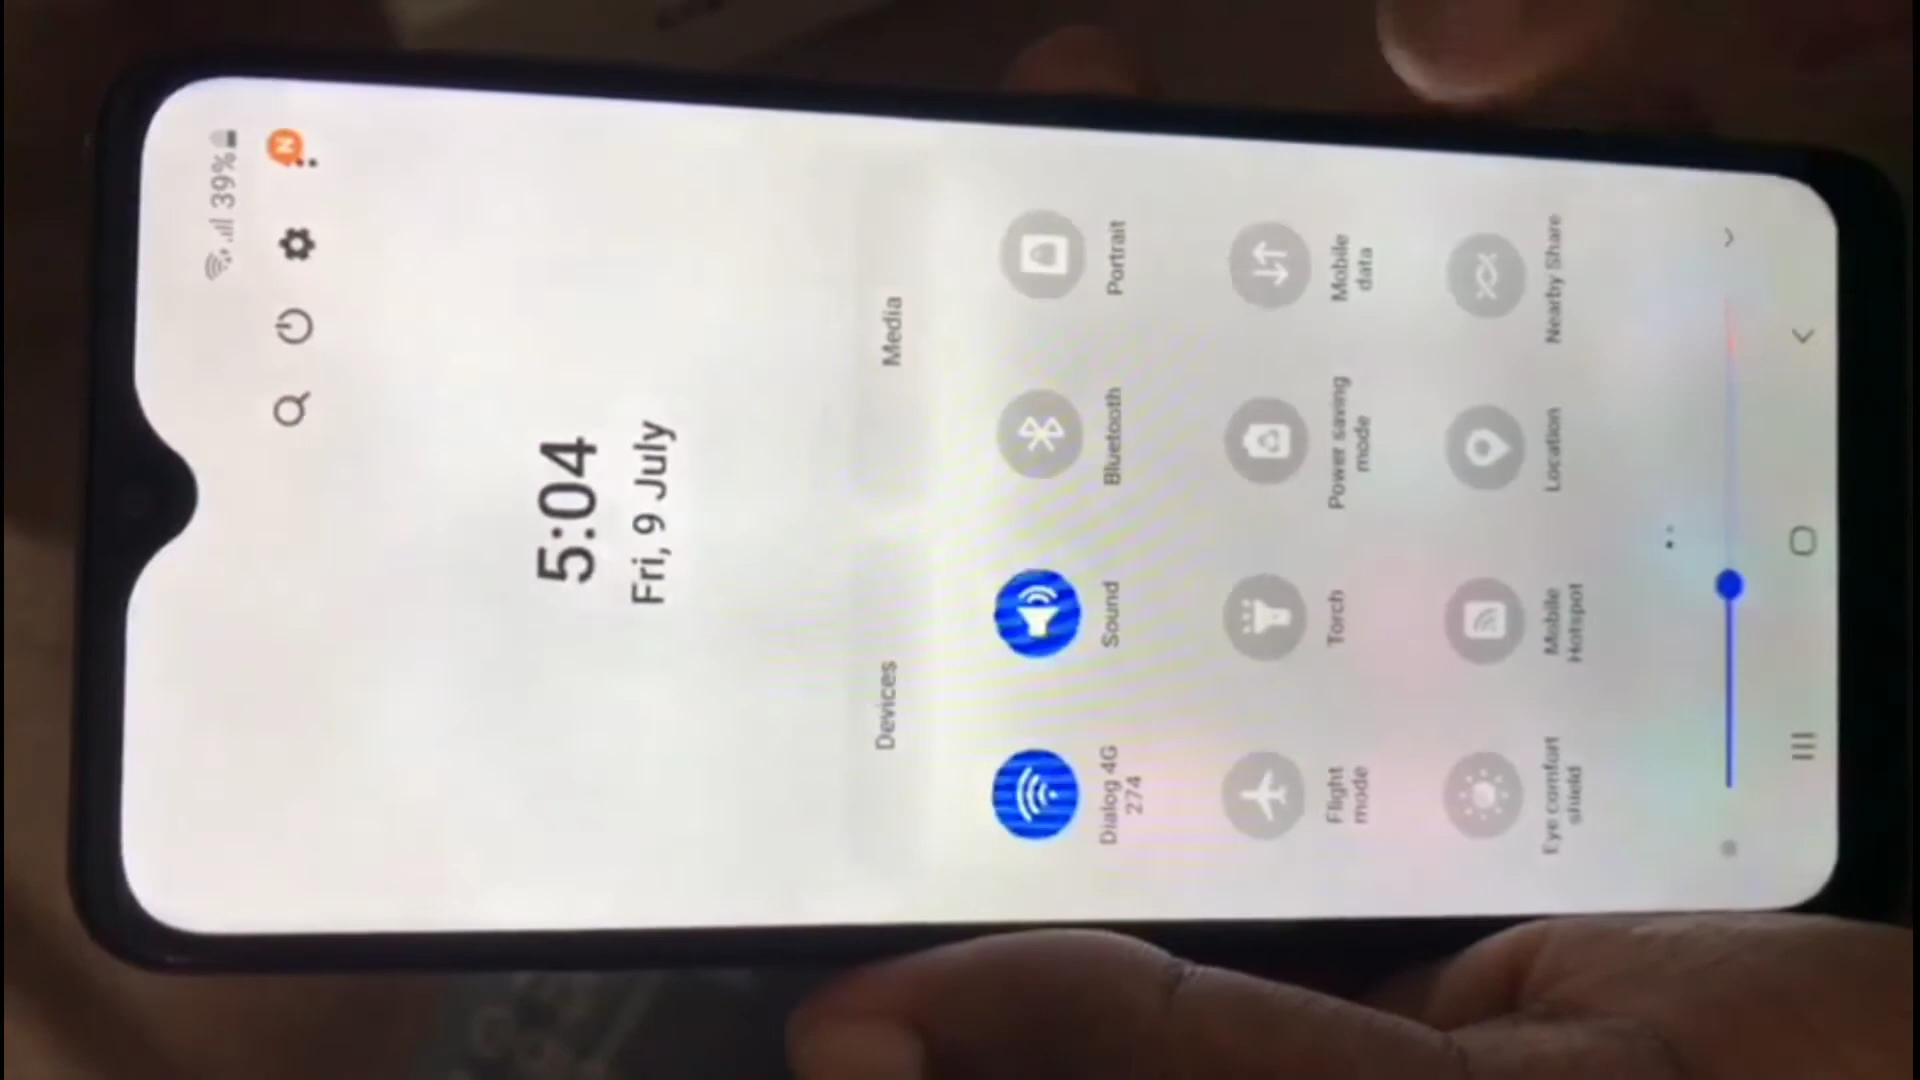 39%
N
5:04
Fri, 9 July
Devices
Media
Dialog 4G
274
Sound
Bluetooth
Portrait
Flight
mode
Torch
Power saving
mode
Mobile
data
Eye comfort
shield
Mobile
Hotspot
Location
Nearby Share